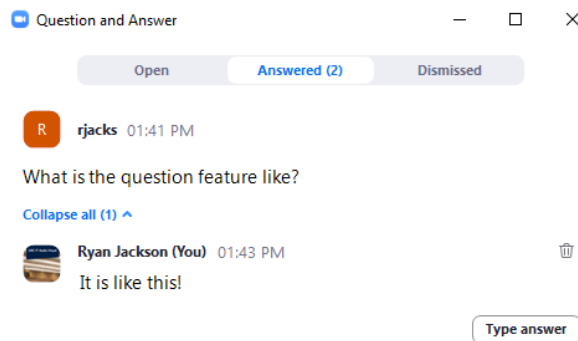 Question and Answer
Open Answered (2) Dismissed
R rjacks 01:41 PM
What is the question feature like?
Collapse all (1)
Ryan Jackson (You) 01:43 PM
It is like this!
Type answer